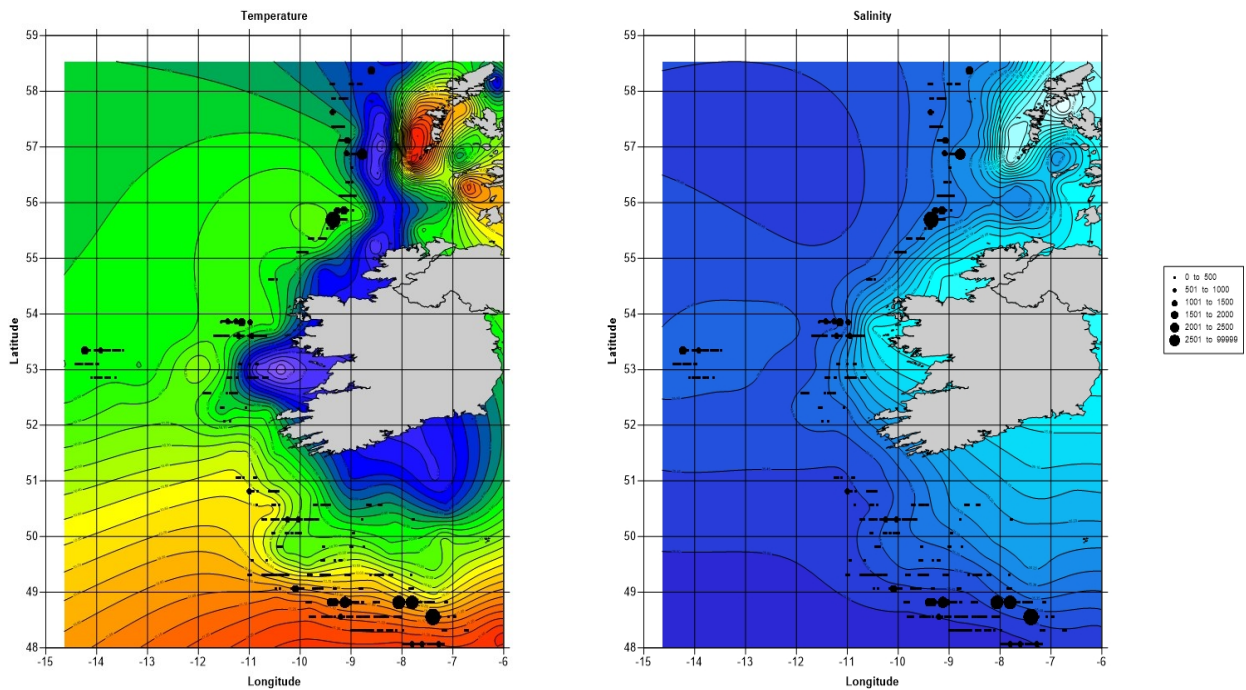 Temperature
59
58
57
56
55
54
53
52
51
50
49
48
Latitude
-15 -14 -13 -12 -11 -10 -9 -8 -7 -6
Longitude
Salinity
59
58
57
56
55
54
53
52
51
50
49
48
Latitude
-15 -14 -13 -12 -11 -10 -9 -8 -7 -6
Longitude
0 to 500
501 to 1000
1001 to 1500
1501 to 2000
2001 to 2500
2501 to 99999